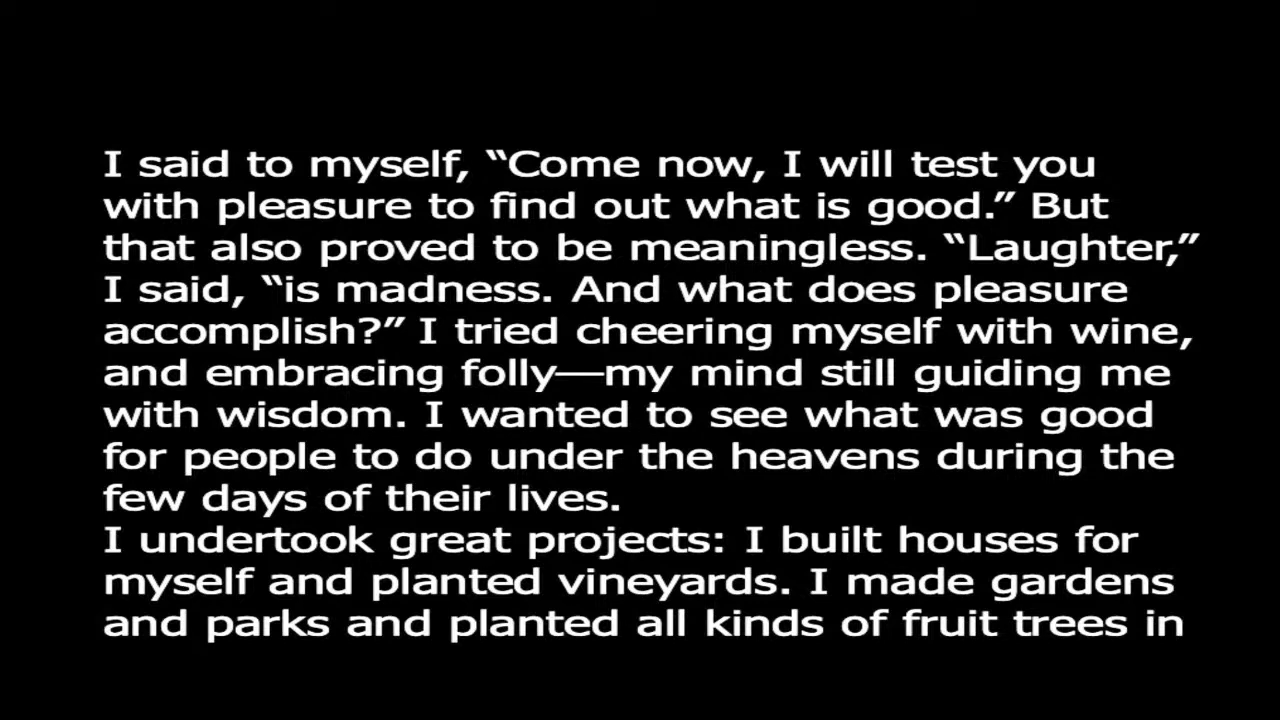 I said to myself, “Come now, I will test you
with pleasure to find out what is good.” But
that also proved to be meaningless. “Laughter,”
I said, “is madness. And what does pleasure
accomplish?” I tried cheering myself with wine,
and embracing folly—my mind still guiding me
with wisdom. I wanted to see what was good
for people to do under the heavens during the
few days of their lives.
I undertook great projects: I built houses for
myself and planted vineyards. I made gardens
and parks and planted all kinds of fruit trees in